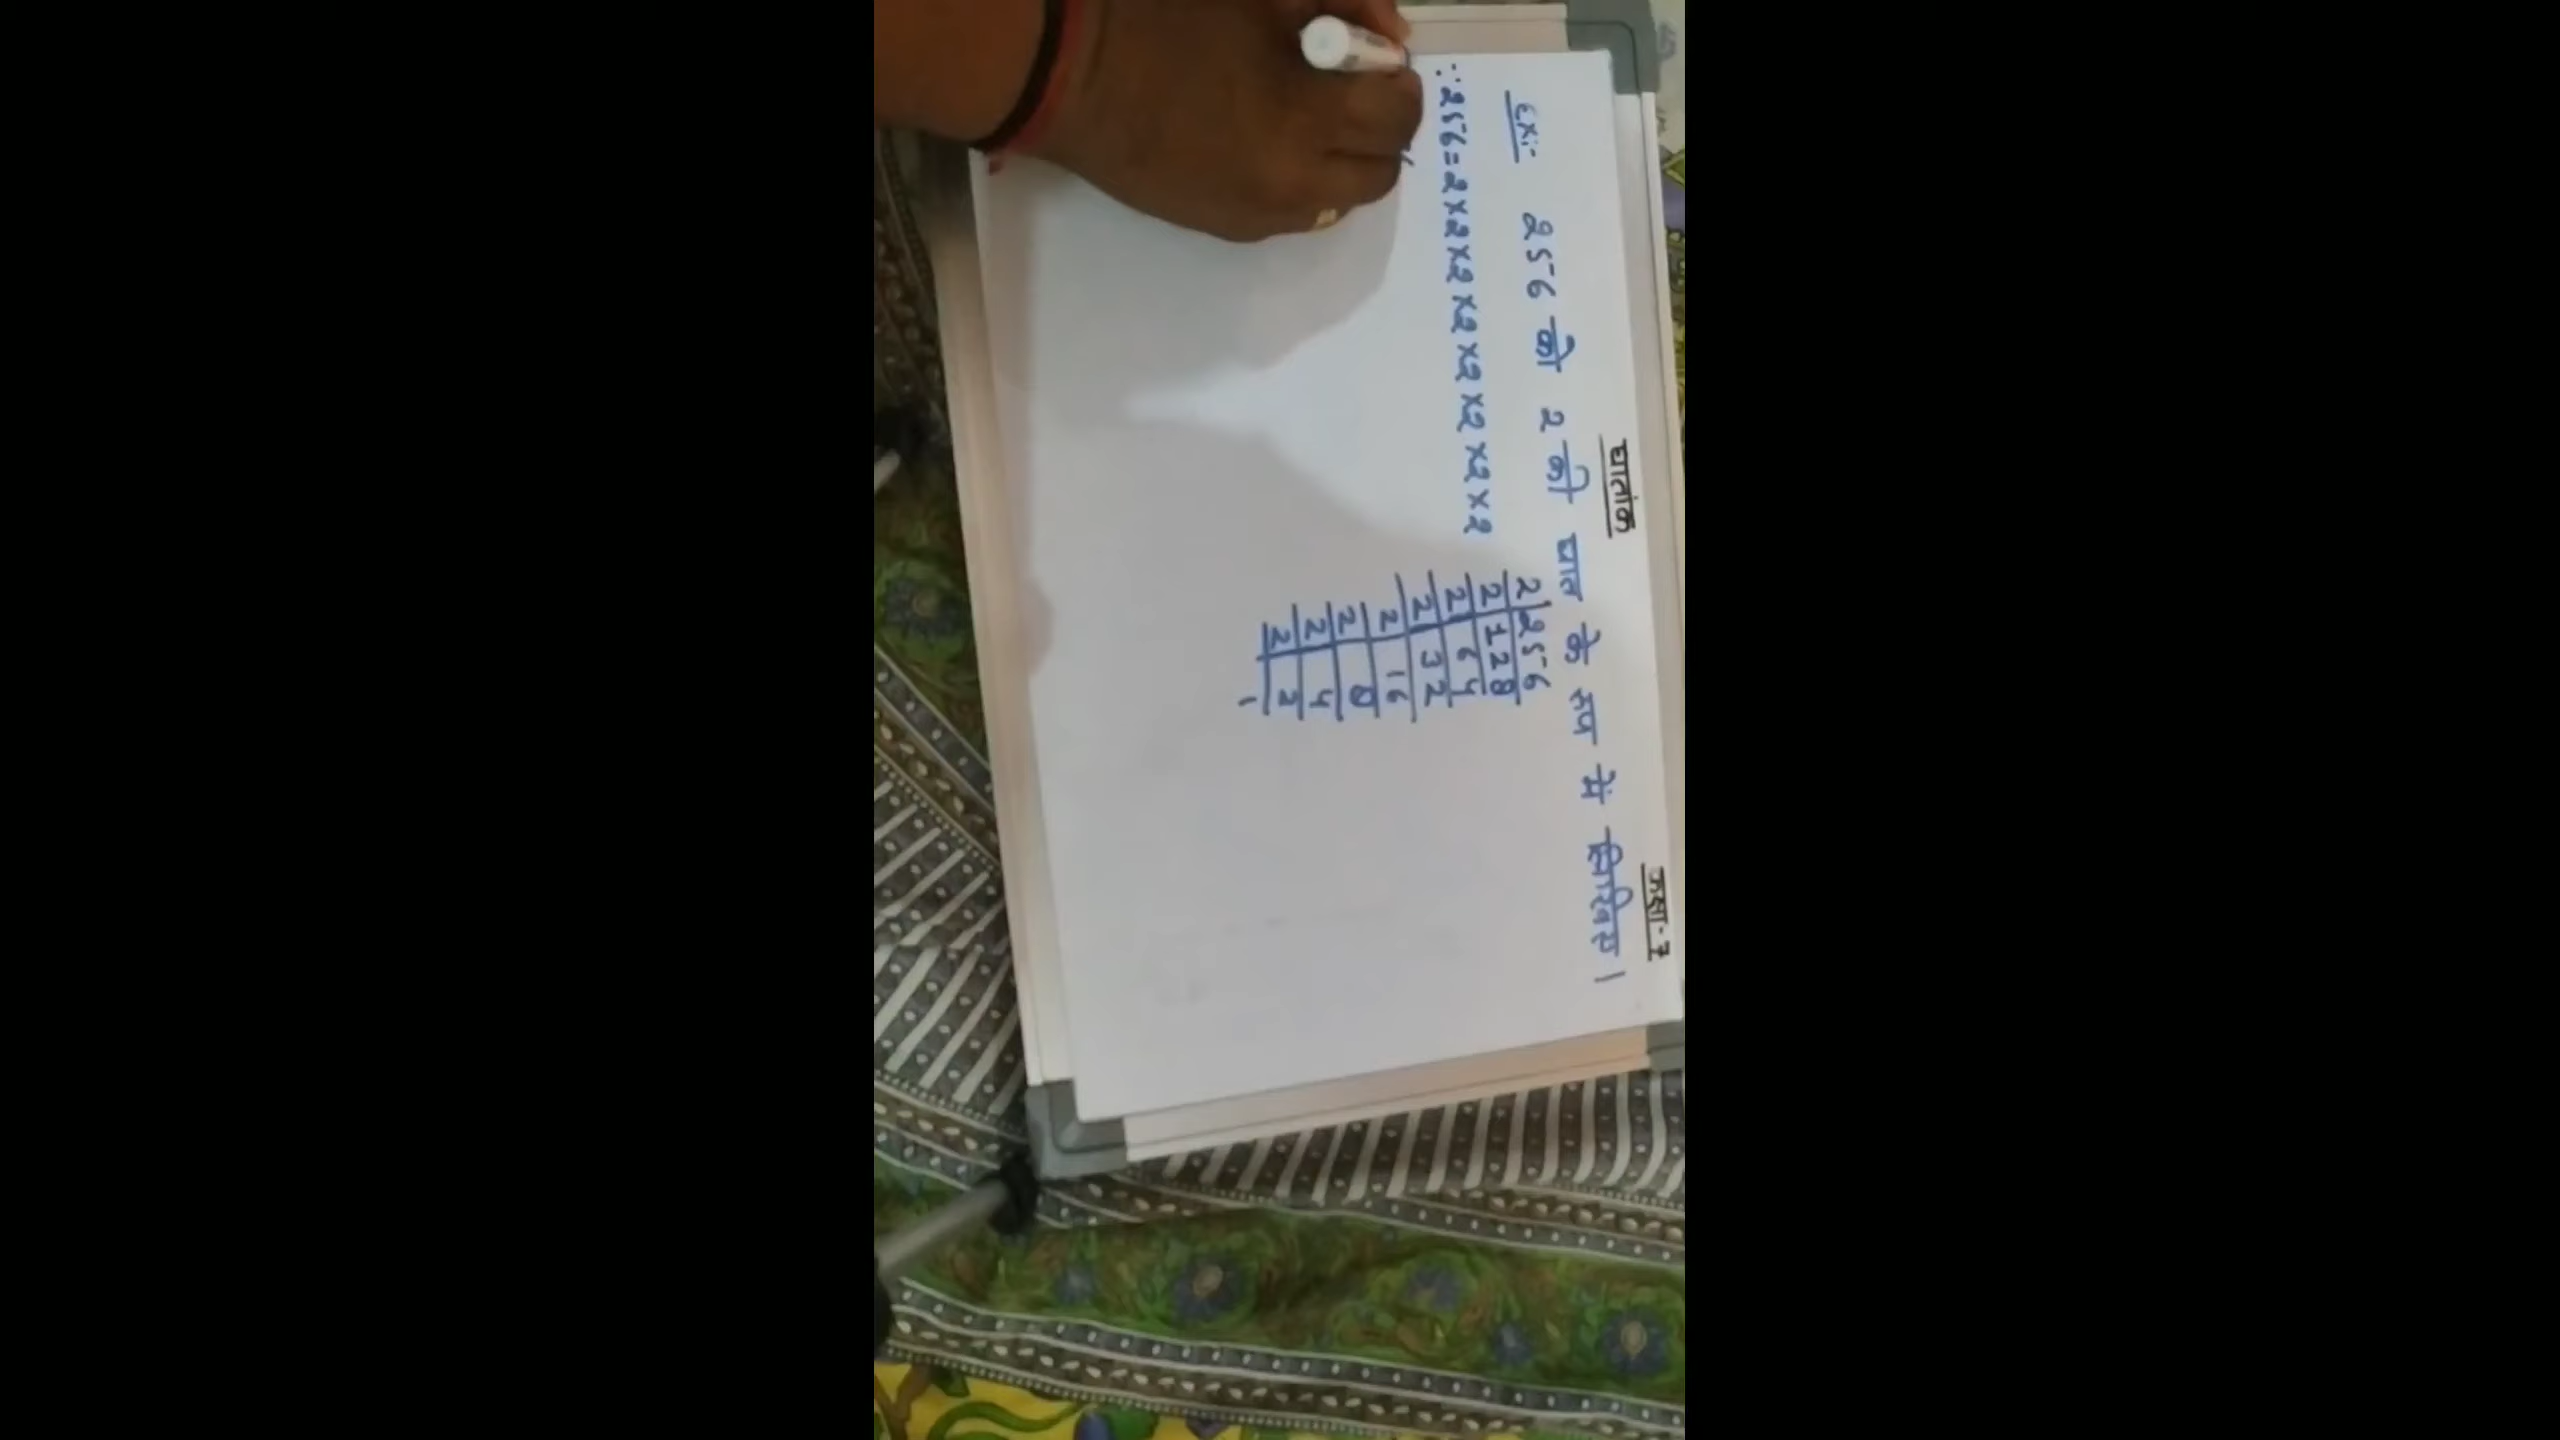 घातांक
कक्षा-7
Ex:- 256 को 2 की घात के रूप में लिखिए।
∵ 256 = 2×2×2×2×2×2×2×2
2|256
2|128
2|64
2|32
2|16
2|8
2|4
2|2
1